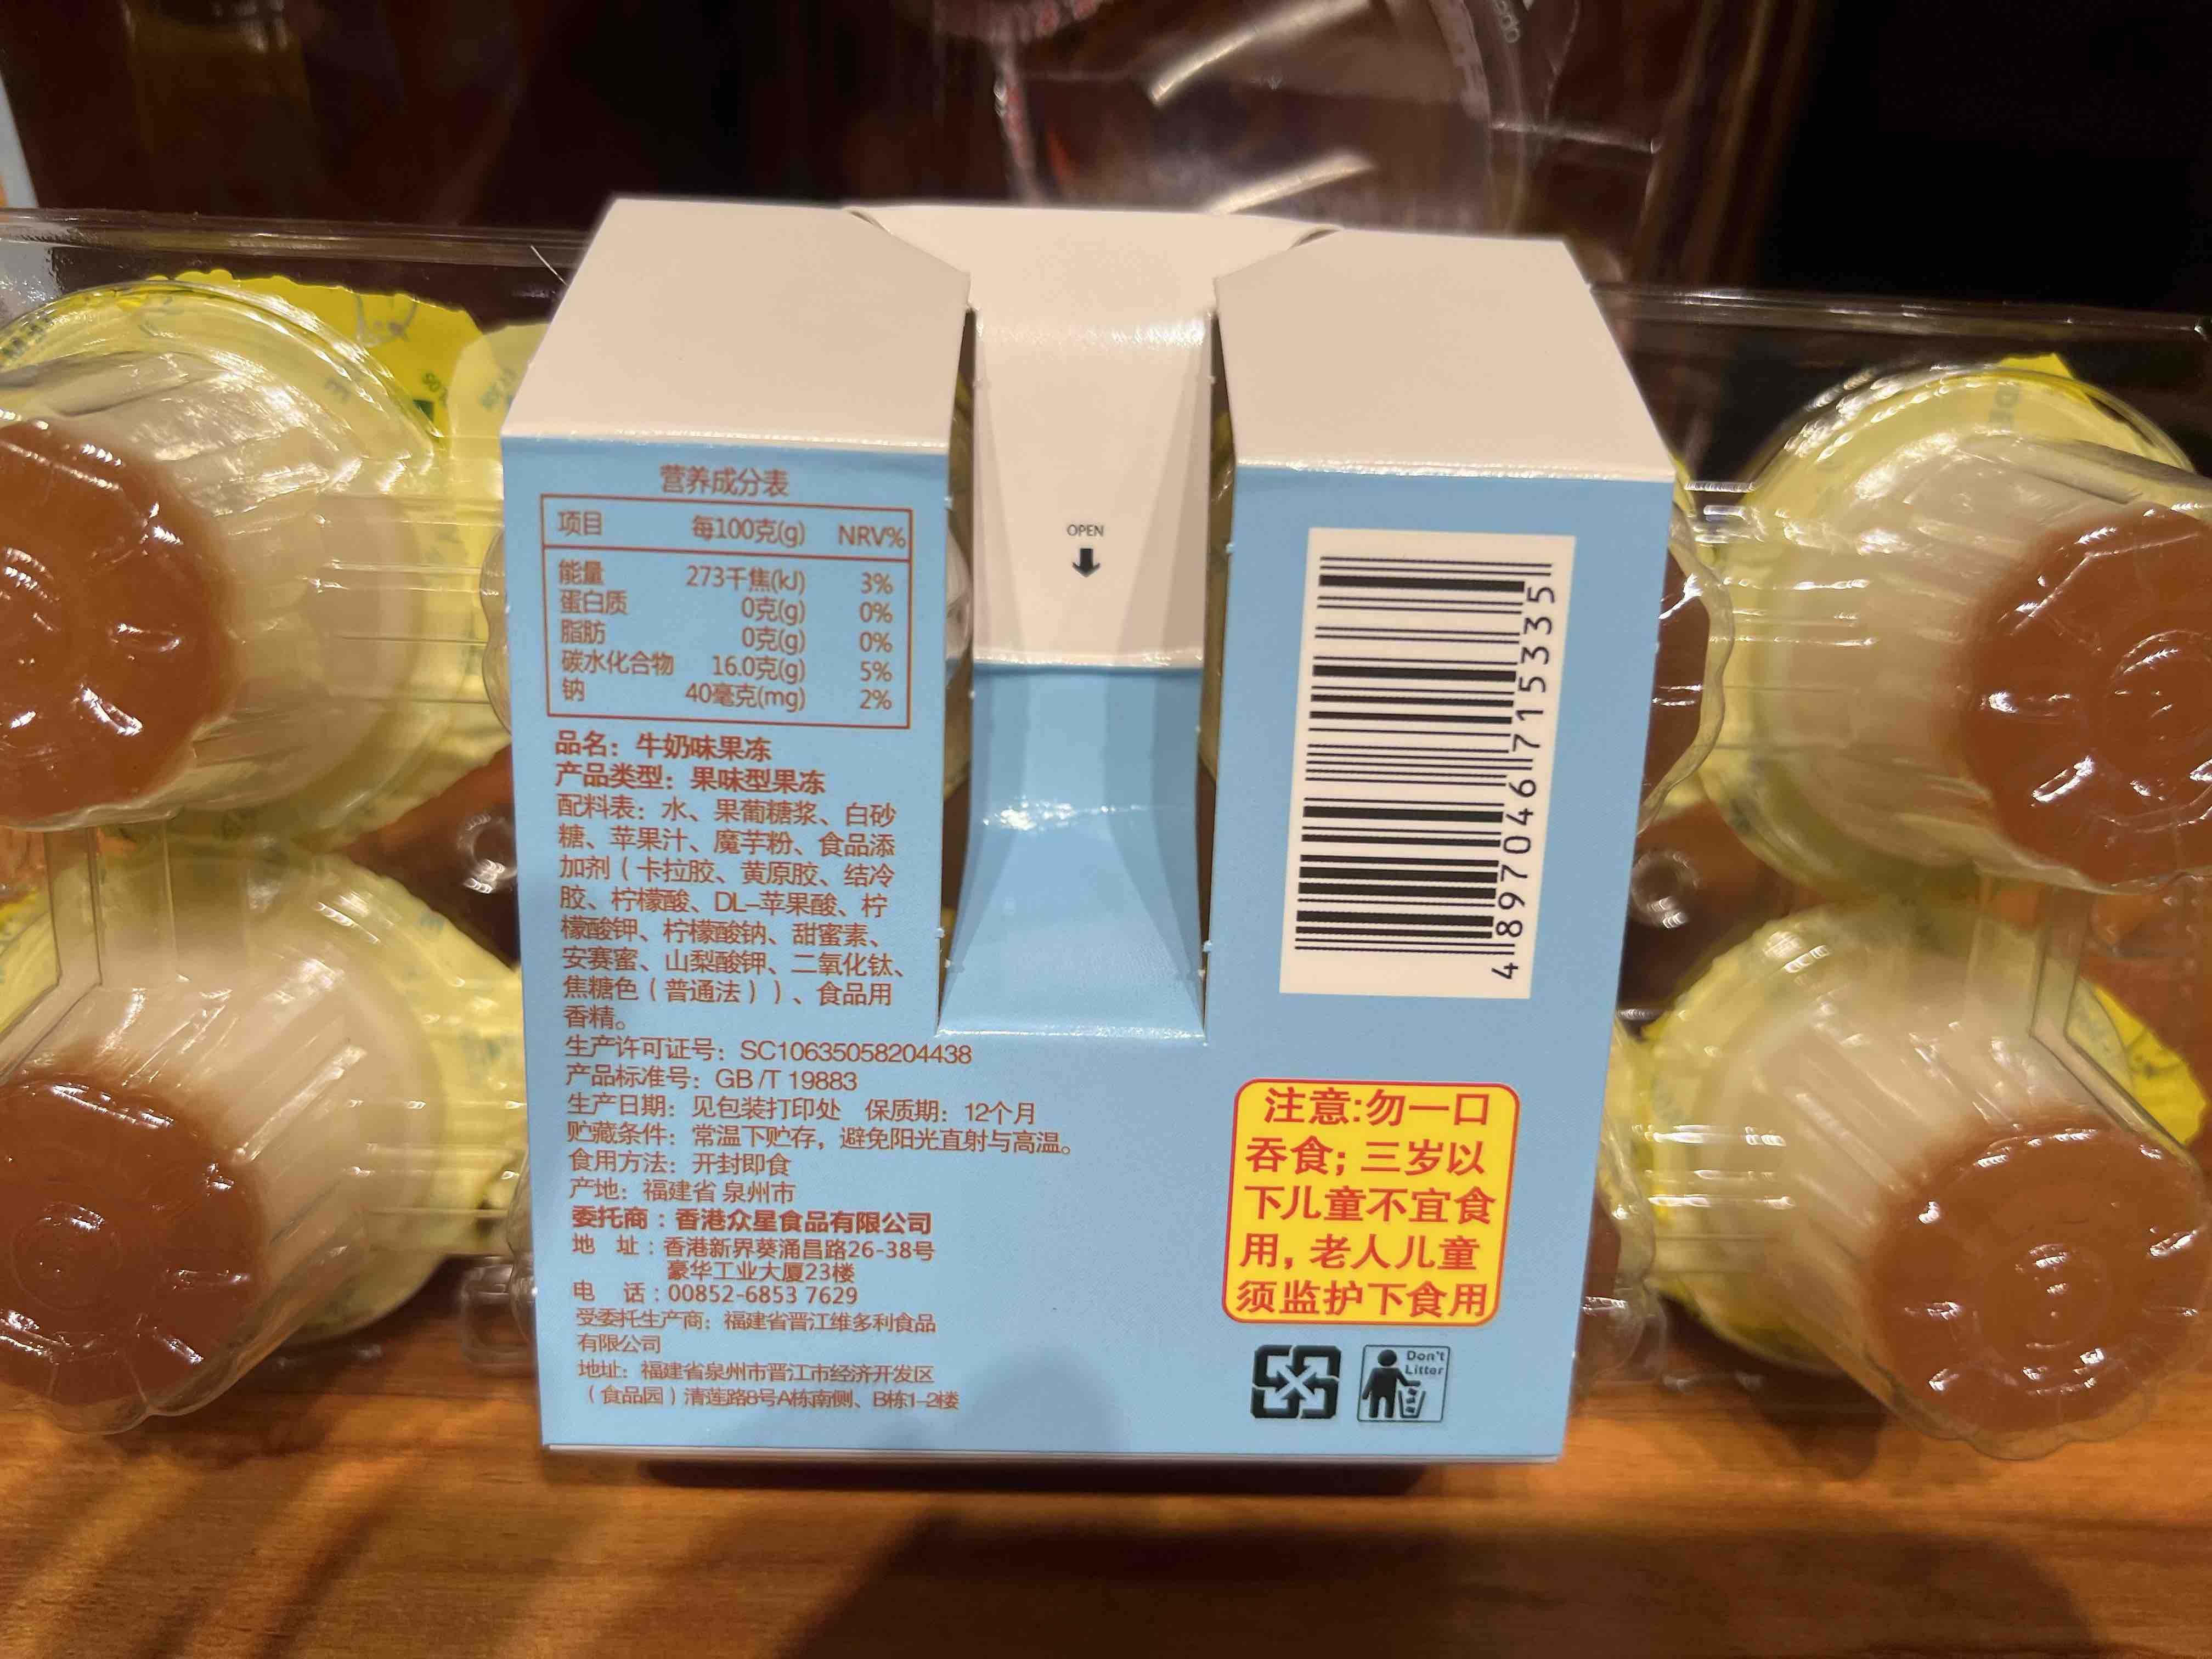 营养成分表
项目 每100克(g) NRV%
能量 273千焦(kJ) 3%
蛋白质 0克(g) 0%
脂肪 0克(g) 0%
碳水化合物 16.0克(g) 5%
钠 40毫克(mg) 2%
品名：牛奶味果冻
产品类型：果味型果冻
配料表：水、果葡糖浆、白砂
糖、苹果汁、魔芋粉、食品添
加剂（卡拉胶、黄原胶、结冷
胶、柠檬酸、DL-苹果酸、柠
檬酸钾、柠檬酸钠、甜蜜素、
安赛蜜、山梨酸钾、二氧化钛、
焦糖色（普通法））、食品用
香精。
生产许可证号：SC10635058204438
产品标准号：GB/T 19883
生产日期：见包装打印处 保质期：12个月
贮藏条件：常温下贮存，避免阳光直射与高温。
食用方法：开封即食
产地：福建省 泉州市
委托商：香港众星食品有限公司
地 址：香港新界葵涌昌路26-38号
豪华工业大厦23楼
电 话：00852-6853 7629
受委托生产商：福建省晋江维多利食品
有限公司
地址：福建省泉州市晋江市经济开发区
（食品园）清莲路8号A栋南侧、B栋1-2楼
OPEN
4 897046 715335
注意:勿一口
吞食；三岁以
下儿童不宜食
用，老人儿童
须监护下食用
Don't
Litter